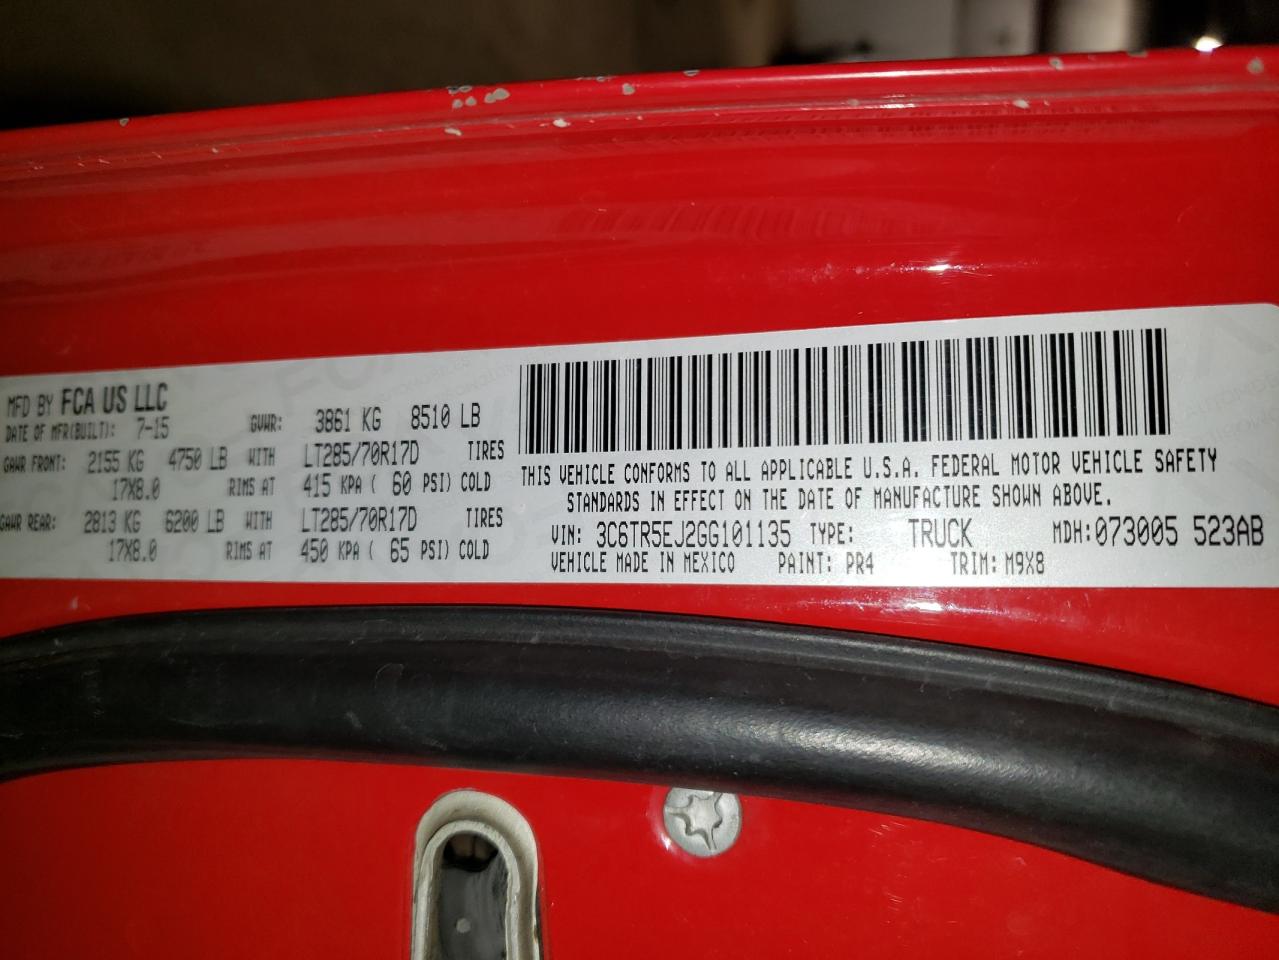 MFD BY FCA US LLC
DATE OF MFR(BUILT): 7-15 GVWR: 3861 KG 8510 LB
GAWR FRONT: 2155 KG 4750 LB WITH LT285/70R17D TIRES
17X8.0 RIMS AT 415 KPA ( 60 PSI) COLD
GAWR REAR: 2813 KG 6200 LB WITH LT285/70R17D TIRES
17X8.0 RIMS AT 450 KPA ( 65 PSI) COLD
THIS VEHICLE CONFORMS TO ALL APPLICABLE U.S.A. FEDERAL MOTOR VEHICLE SAFETY
STANDARDS IN EFFECT ON THE DATE OF MANUFACTURE SHOWN ABOVE.
VIN: 3C6TR5EJ2GG101135 TYPE: TRUCK MDH:073005 523AB
VEHICLE MADE IN MEXICO PAINT: PR4 TRIM: M9X8